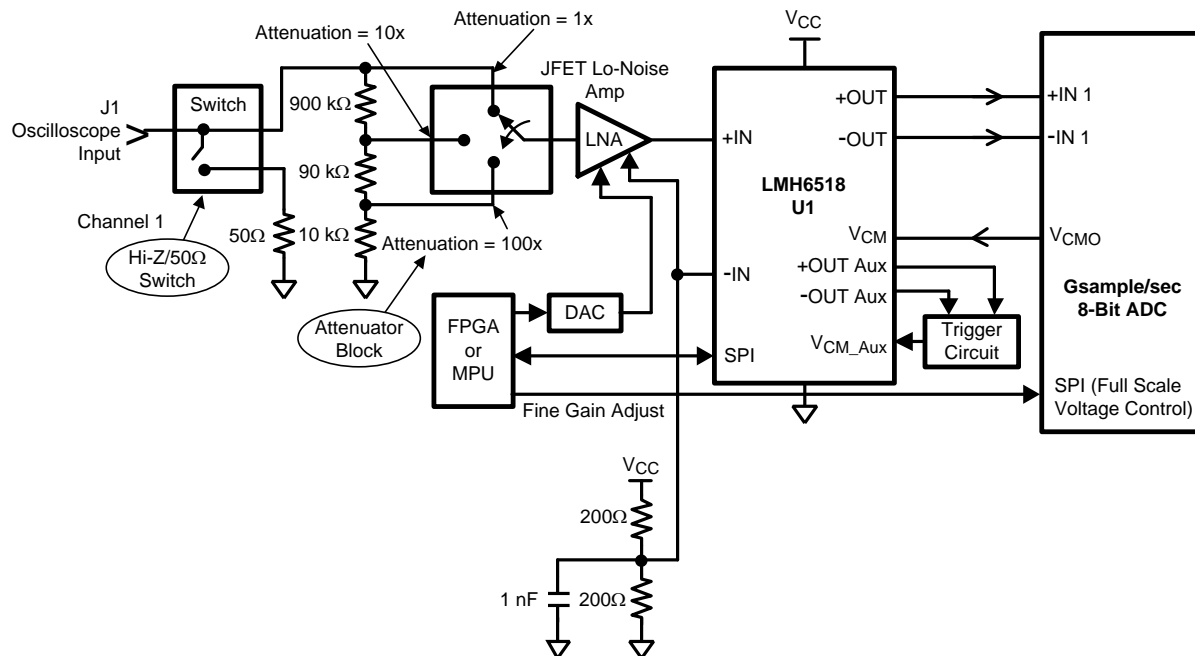 Attenuation = 1x
Attenuation = 10x
VCC
JFET Lo-Noise
Amp
J1
Oscilloscope
Input
Switch
900 kΩ
90 kΩ
10 kΩ
50Ω
LNA
+IN
-IN
+OUT
-OUT
LMH6518
U1
VCM
+OUT Aux
-OUT Aux
VCM_Aux
SPI
+IN 1
-IN 1
VCMO
Gsample/sec
8-Bit ADC
SPI (Full Scale
Voltage Control)
Trigger
Circuit
Channel 1
Hi-Z/50Ω
Switch
Attenuation = 100x
Attenuator
Block
FPGA
or
MPU
DAC
Fine Gain Adjust
VCC
200Ω
1 nF
200Ω